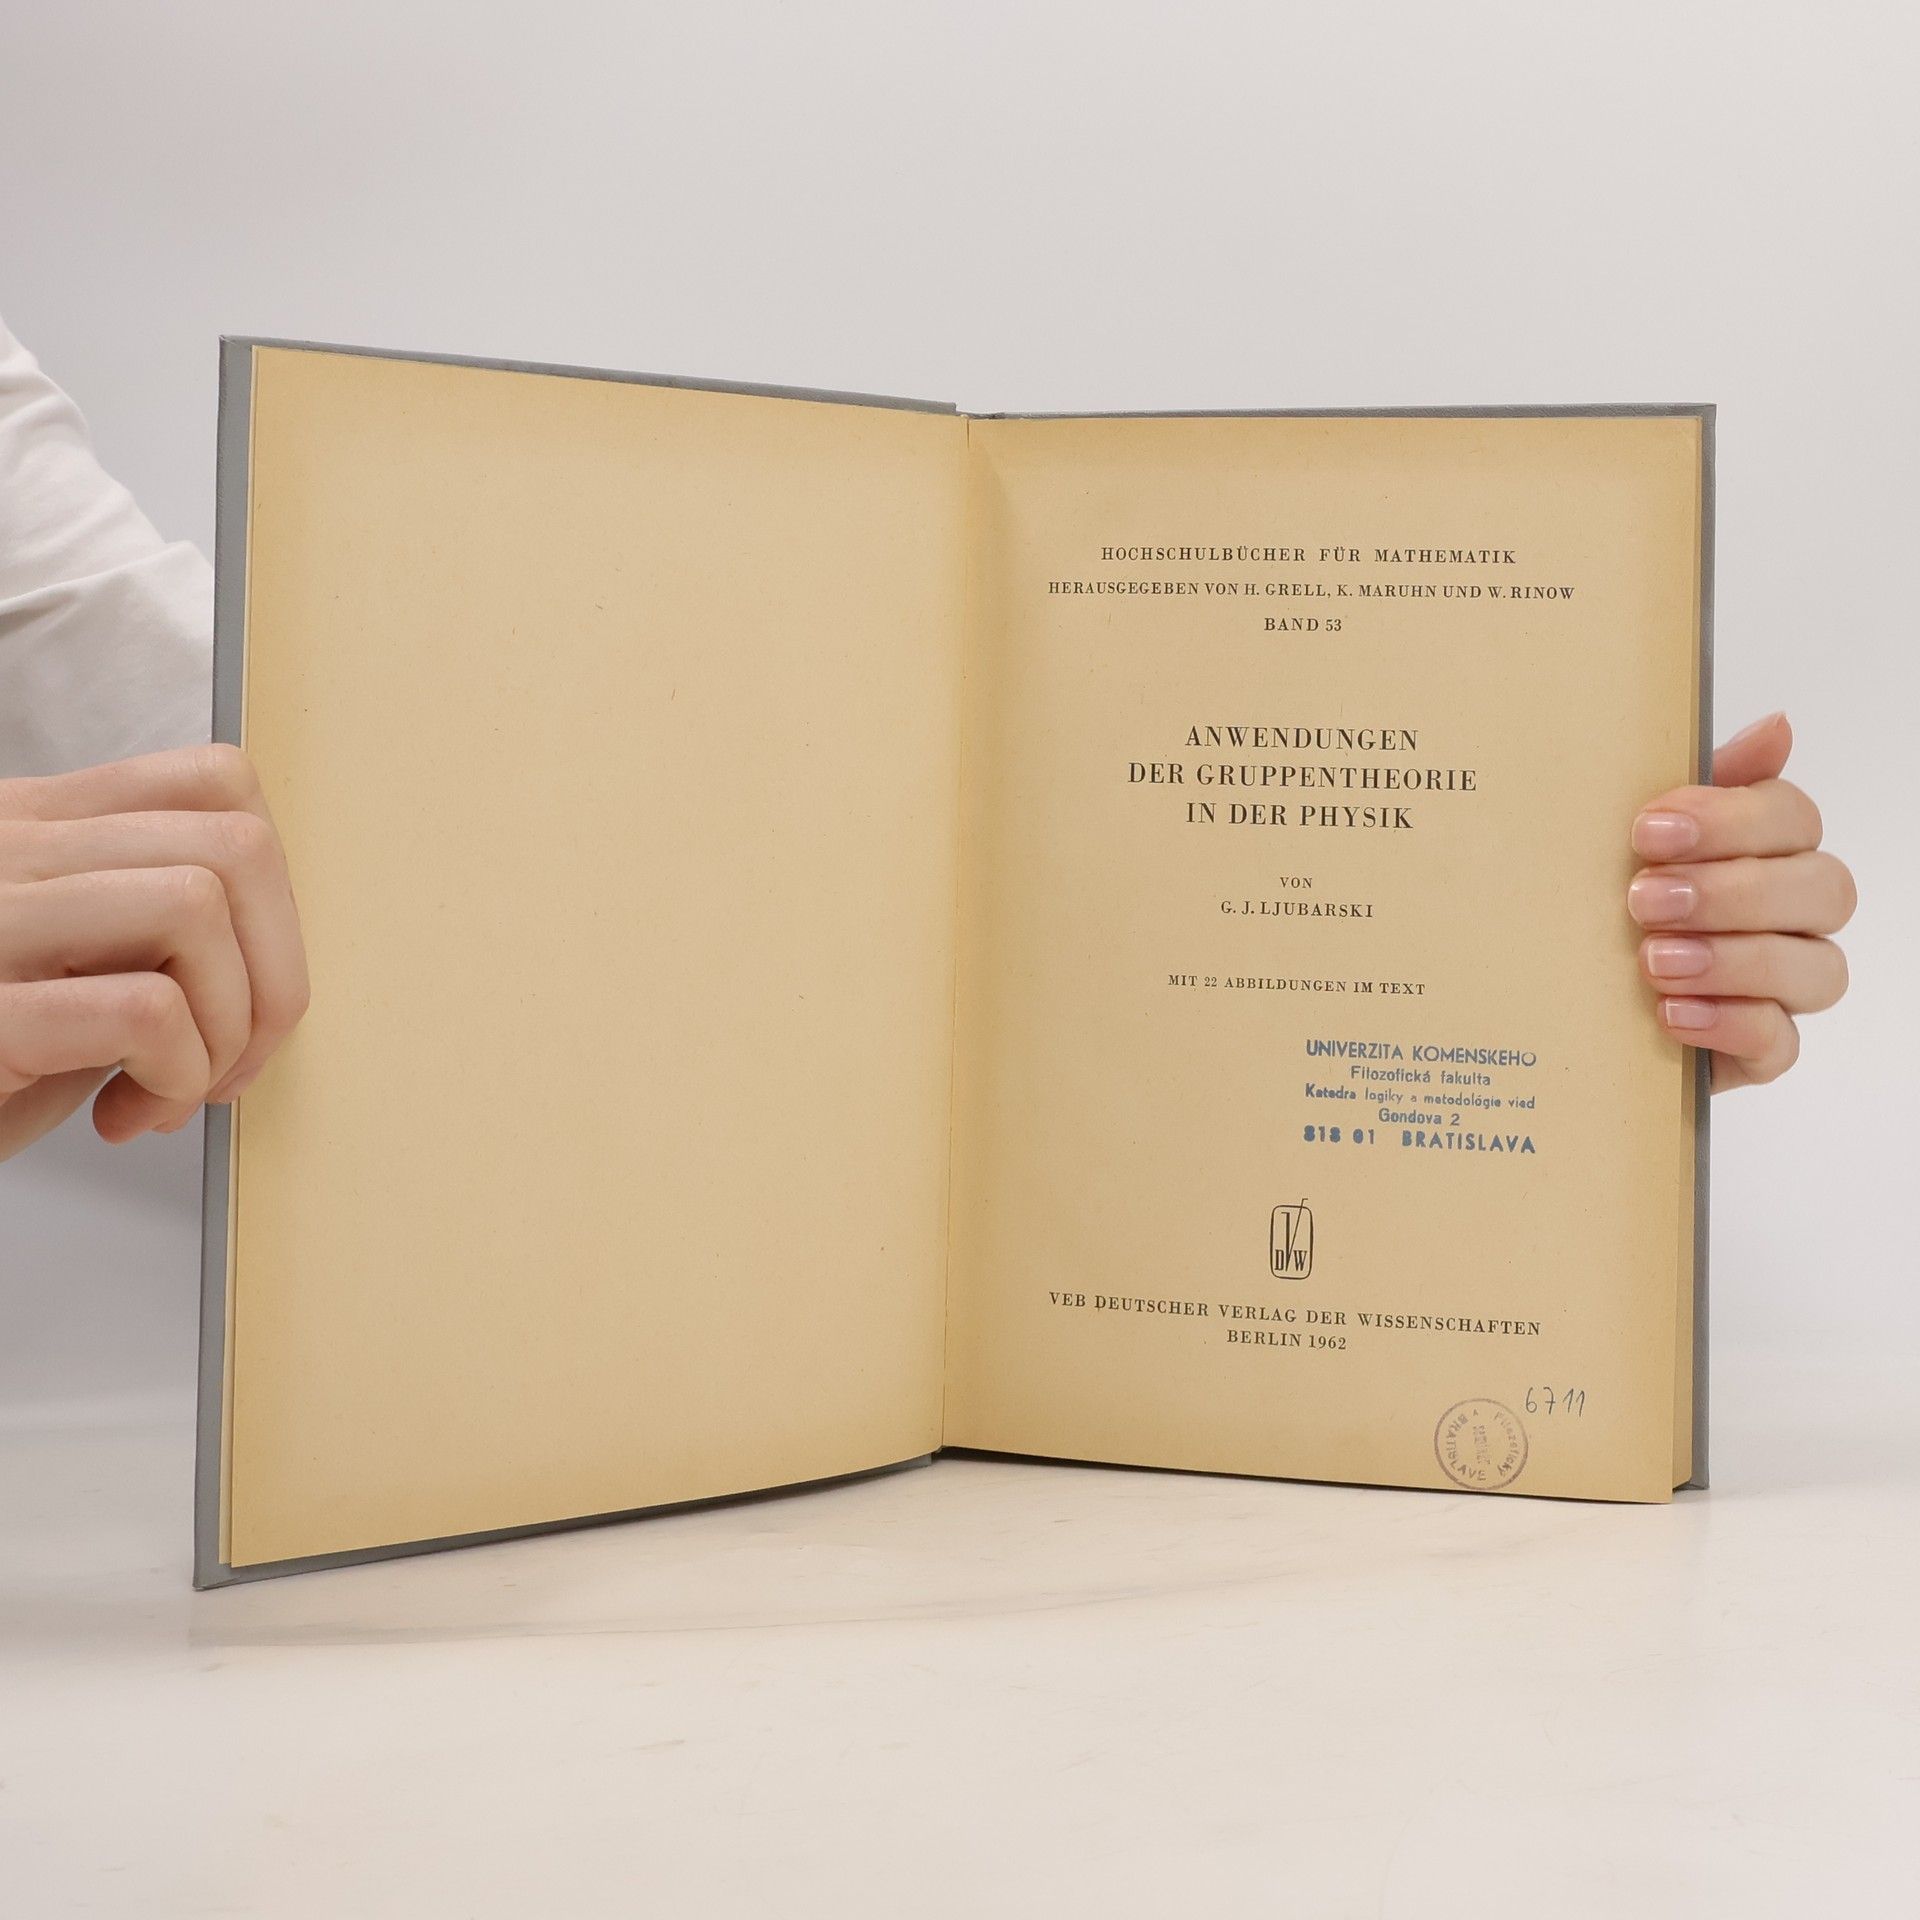 HOCHSCHULBÜCHER FÜR MATHEMATIK
HERAUSGEGEBEN VON H. GRELL, K. MARUHN UND W. RINOW
BAND 53
ANWENDUNGEN
DER GRUPPENTHEORIE
IN DER PHYSIK
VON
G. J. LJUBARSKI
MIT 22 ABBILDUNGEN IM TEXT
UNIVERZITA KOMENSKEHO
Filozofická fakulta
Katedra logiky a metodológie vied
Gondova 2
818 01 BRATISLAVA
D V W
VEB DEUTSCHER VERLAG DER WISSENSCHAFTEN
BERLIN 1962
6711
Filozofický
BRATISLAVE